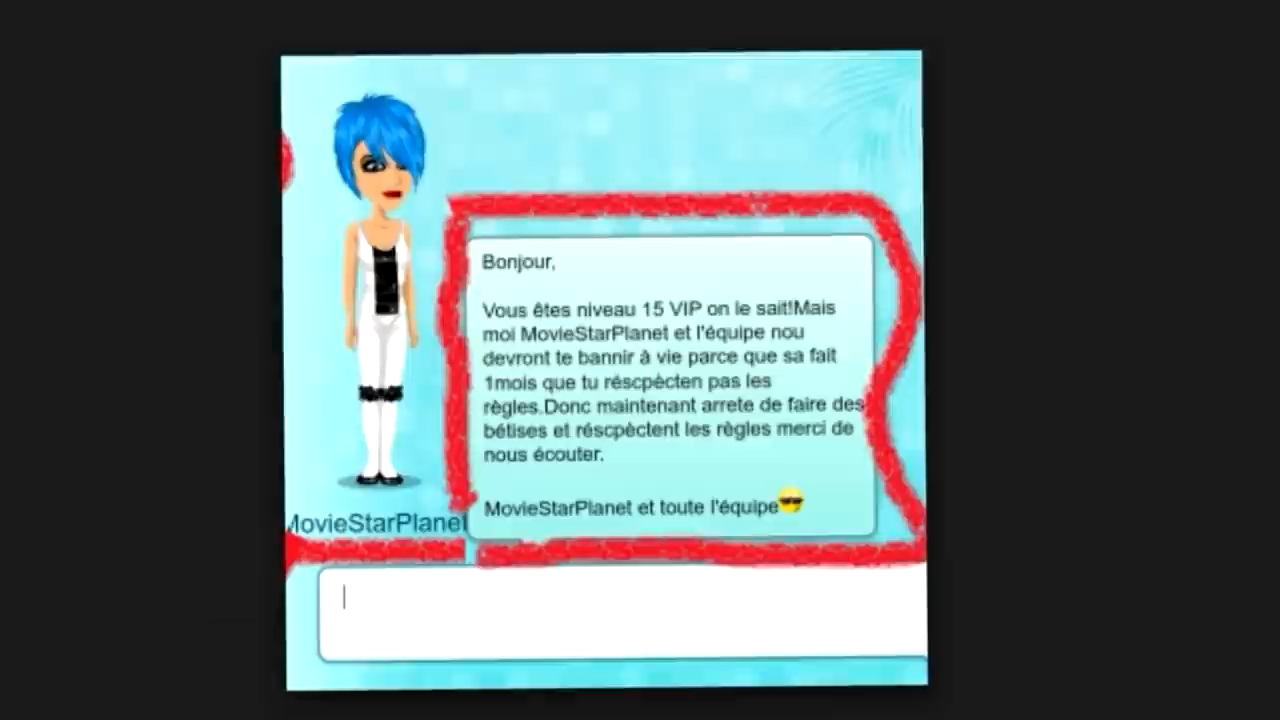 Bonjour,
Vous êtes niveau 15 VIP on le sait!Mais
moi MovieStarPlanet et l'équipe nou
devront te bannir à vie parce que sa fait
1mois que tu réscpècten pas les
règles.Donc maintenant arrete de faire des
bétises et réscpèctent les règles merci de
nous écouter.
MovieStarPlanet et toute l'équipe
MovieStarPlanet